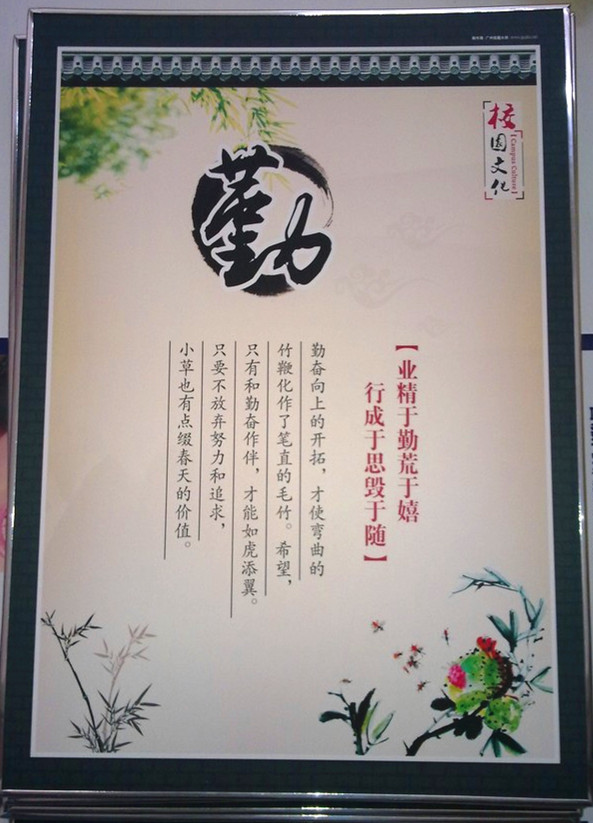 校园文化
Campus Culture
勤
【业精于勤荒于嬉
行成于思毁于随】
勤奋向上的开拓，才使弯曲的
竹鞭化作了笔直的毛竹。希望，
只有和勤奋作伴，才能如虎添翼。
只要不放弃努力和追求，
小草也有点缀春天的价值。